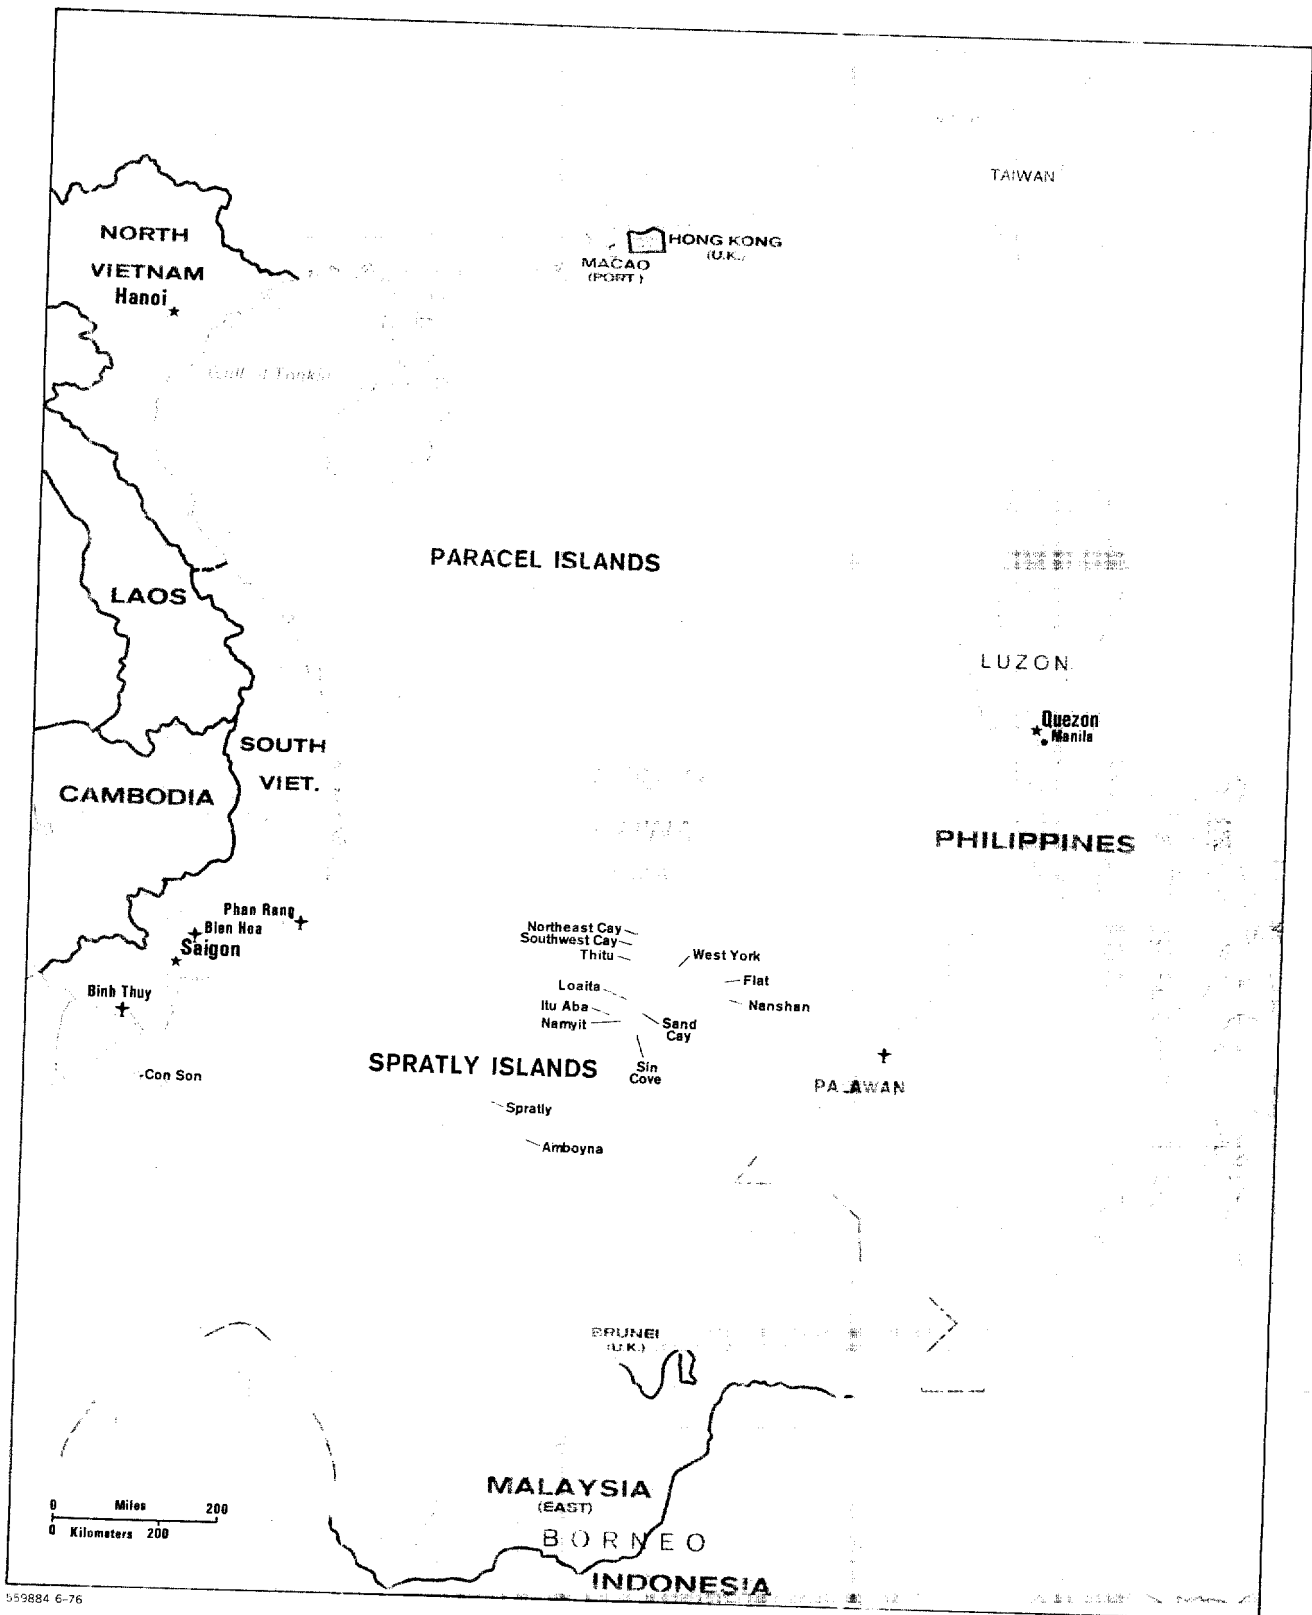 TAIWAN
NORTH
VIETNAM
Hanoi
HONG KONG
(U.K.)
MACAO
(PORT.)
Gulf of Tonkin
PARACEL ISLANDS
LAOS
LUZON
Quezon
Manila
SOUTH
VIET.
CAMBODIA
PHILIPPINES
Phan Rang
Bien Hoa
Saigon
Northeast Cay
Southwest Cay
Thitu
West York
Flat
Loaita
Nanshan
Itu Aba
Namyit
Sand
Cay
Binh Thuy
SPRATLY ISLANDS
Sin
Cove
Con Son
PALAWAN
Spratly
Amboyna
BRUNEI
(U.K.)
MALAYSIA
(EAST)
BORNEO
INDONESIA
0 Miles 200
0 Kilometers 200
559884 6-76